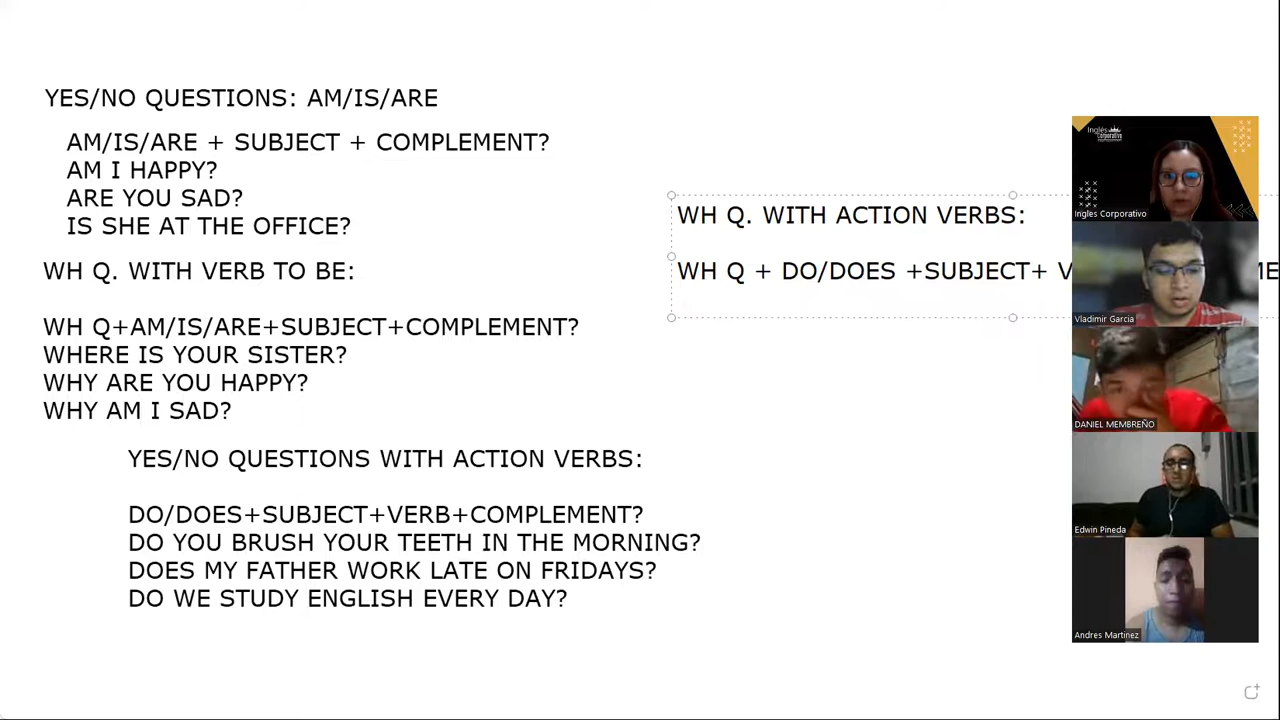 YES/NO QUESTIONS: AM/IS/ARE
AM/IS/ARE + SUBJECT + COMPLEMENT?
AM I HAPPY?
ARE YOU SAD?
IS SHE AT THE OFFICE?
WH Q. WITH VERB TO BE:
WH Q+AM/IS/ARE+SUBJECT+COMPLEMENT?
WHERE IS YOUR SISTER?
WHY ARE YOU HAPPY?
WHY AM I SAD?
YES/NO QUESTIONS WITH ACTION VERBS:
DO/DOES+SUBJECT+VERB+COMPLEMENT?
DO YOU BRUSH YOUR TEETH IN THE MORNING?
DOES MY FATHER WORK LATE ON FRIDAYS?
DO WE STUDY ENGLISH EVERY DAY?
WH Q. WITH ACTION VERBS:
WH Q + DO/DOES +SUBJECT+ V
Inglés
Corporativo
Ingles Corporativo
Vladimir Garcia
DANIEL MEMBREÑO
Edwin Pineda
Andres Martinez